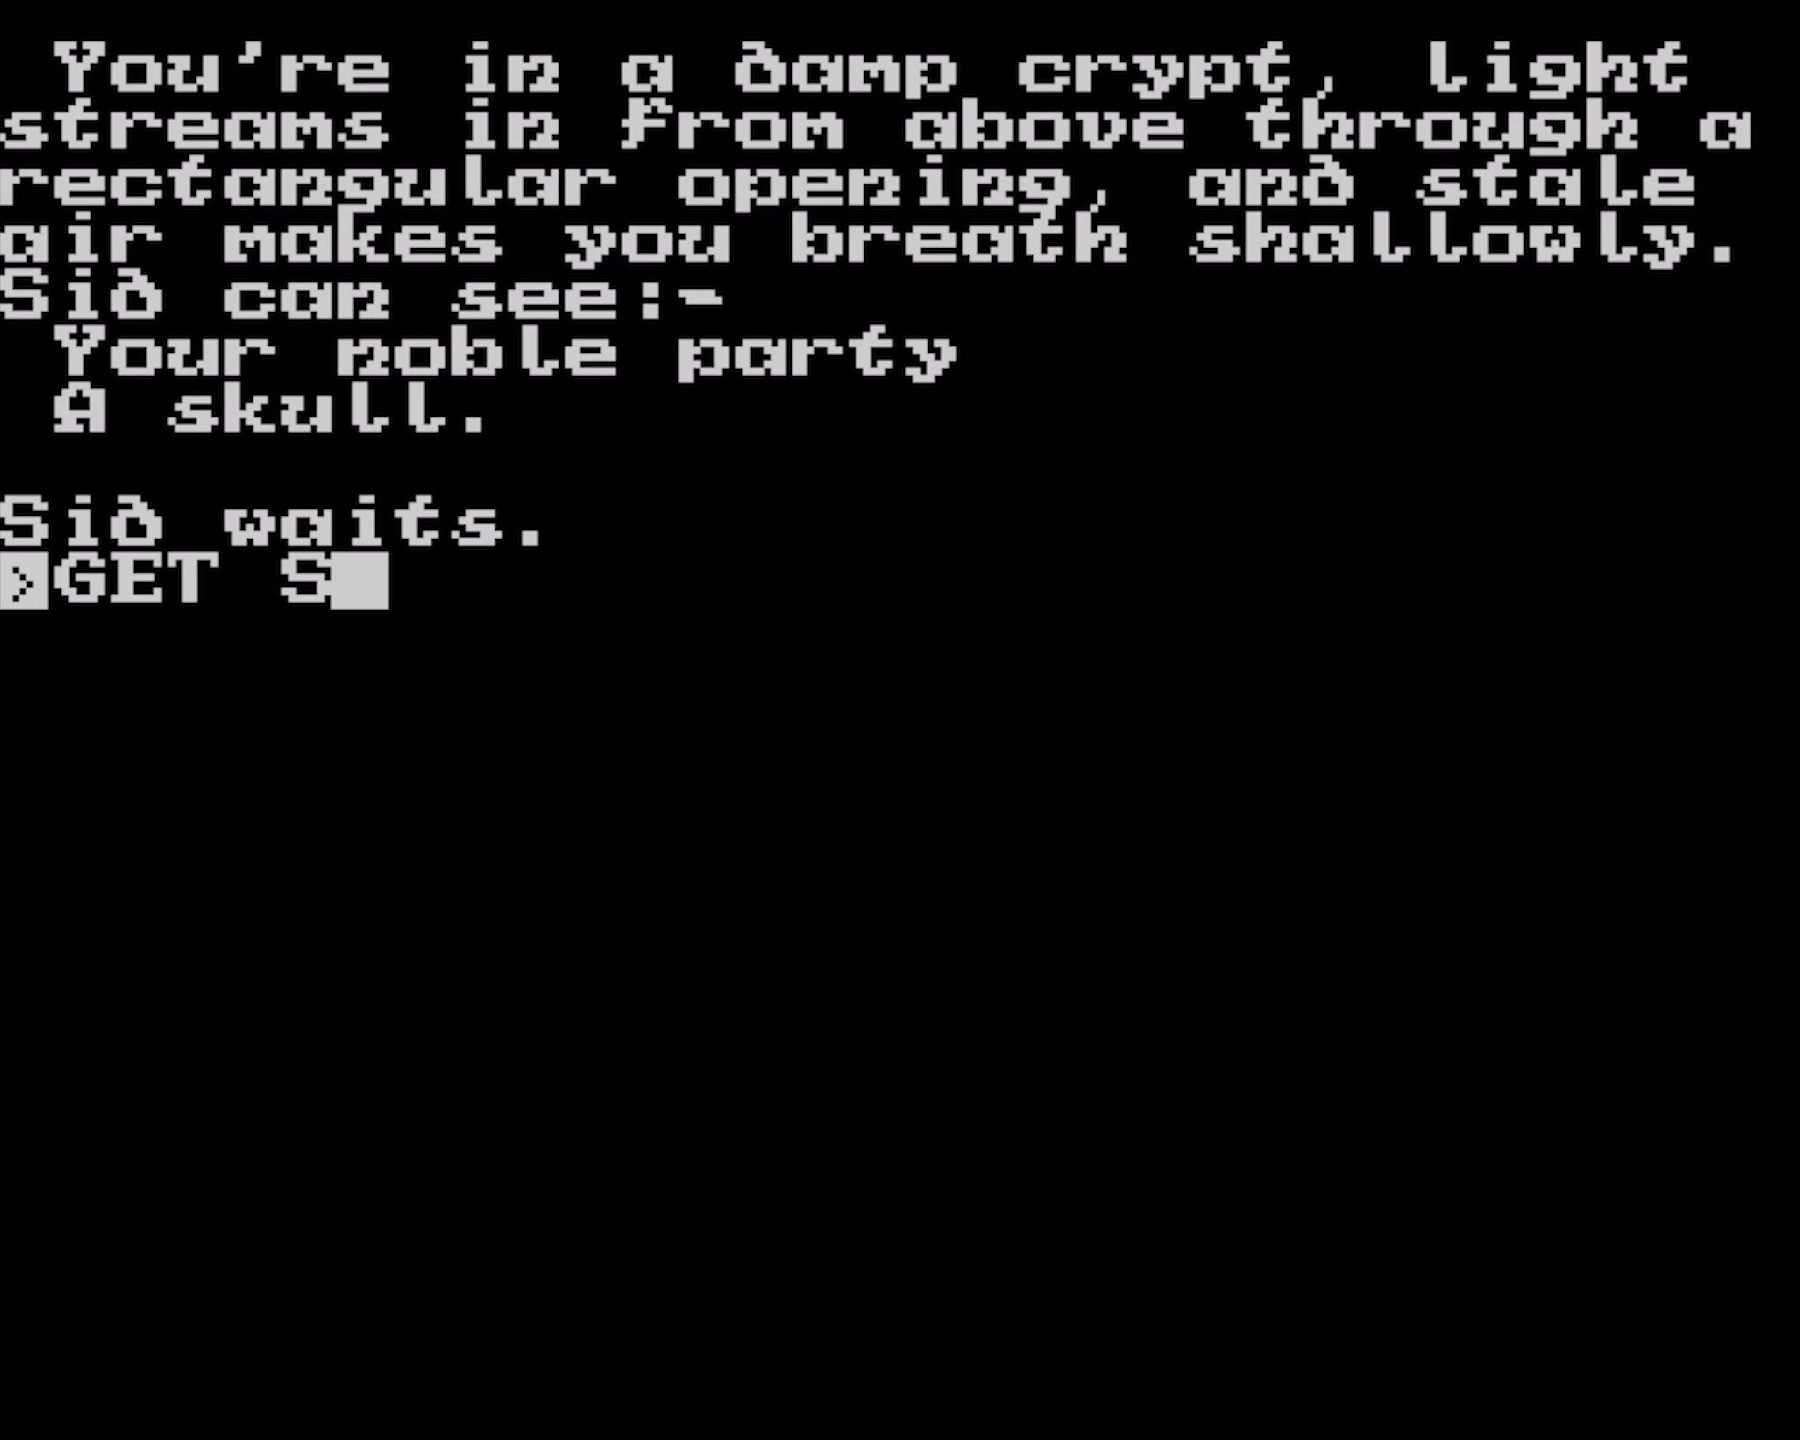 You're in a damp crypt, light
streams in from above through a
rectangular opening, and stale
air makes you breath shallowly.
Sid can see:-
Your noble party
A skull.
Sid waits.
>GET S